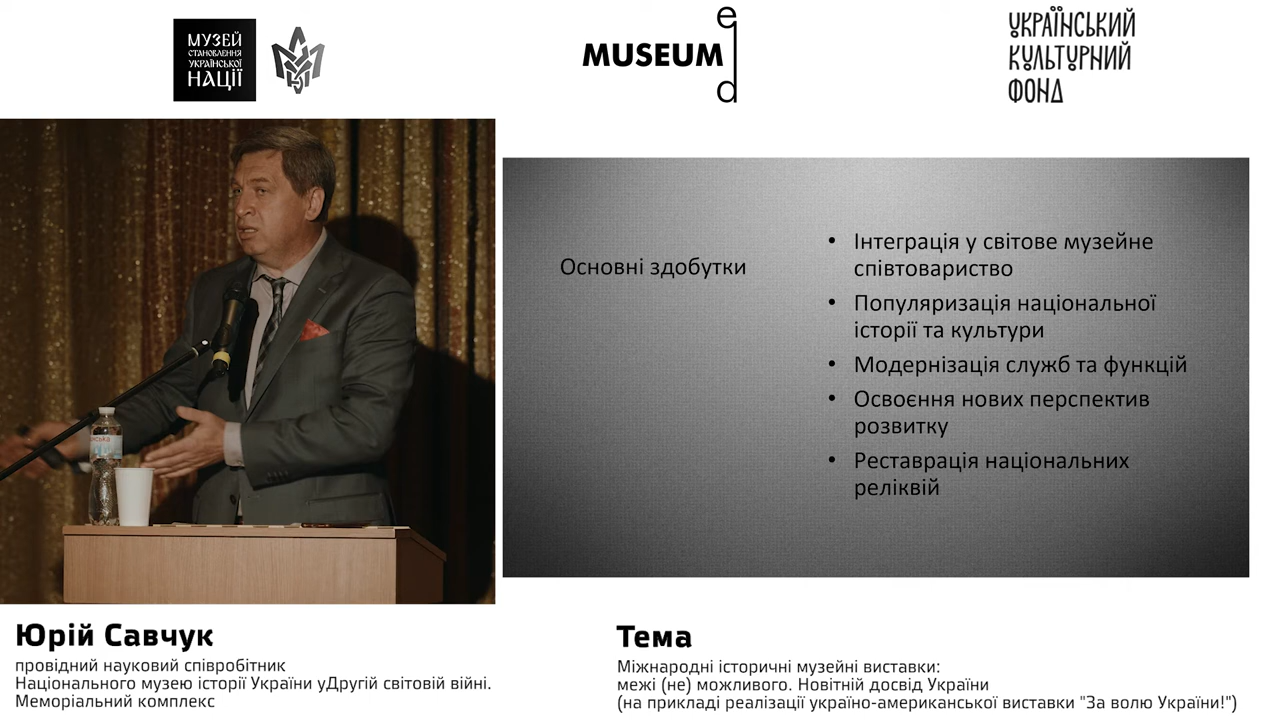 МУЗЕЙ
СТАНОВЛЕННЯ
УКРАЇНСЬКОЇ
НАЦІЇ
MUSEUM
ed
УКРАЇНСЬКИЙ
КУЛЬТУРНИЙ
ФОНД
Основні здобутки
• Інтеграція у світове музейне
співтовариство
• Популяризація національної
історії та культури
• Модернізація служб та функцій
• Освоєння нових перспектив
розвитку
• Реставрація національних
реліквій
Юрій Савчук
провідний науковий співробітник
Національного музею історії України уДругій світовій війні.
Меморіальний комплекс
Тема
Міжнародні історичні музейні виставки:
межі (не) можливого. Новітній досвід України
(на прикладі реалізації україно-американської виставки "За волю України!")